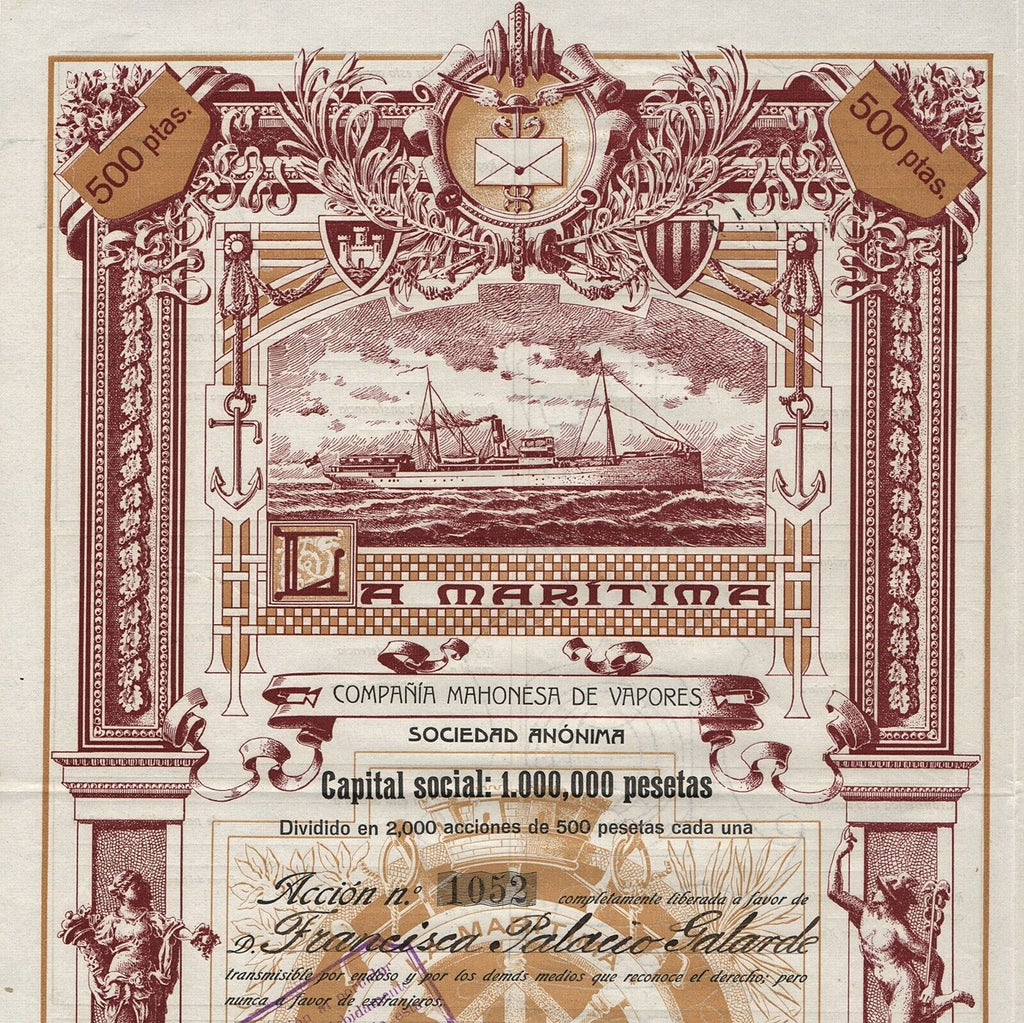 500 ptas.
500 ptas.
LA MARÍTIMA
COMPAÑÍA MAHONESA DE VAPORES
SOCIEDAD ANÓNIMA
Capital social: 1.000,000 pesetas
Dividido en 2,000 acciones de 500 pesetas cada una
Acción n.º 1052 completamente liberada a favor de
D. Francisca Palacio Galarde
transmisible por endoso y por los demás medios que reconoce el derecho; pero
nunca a favor de extranjeros.